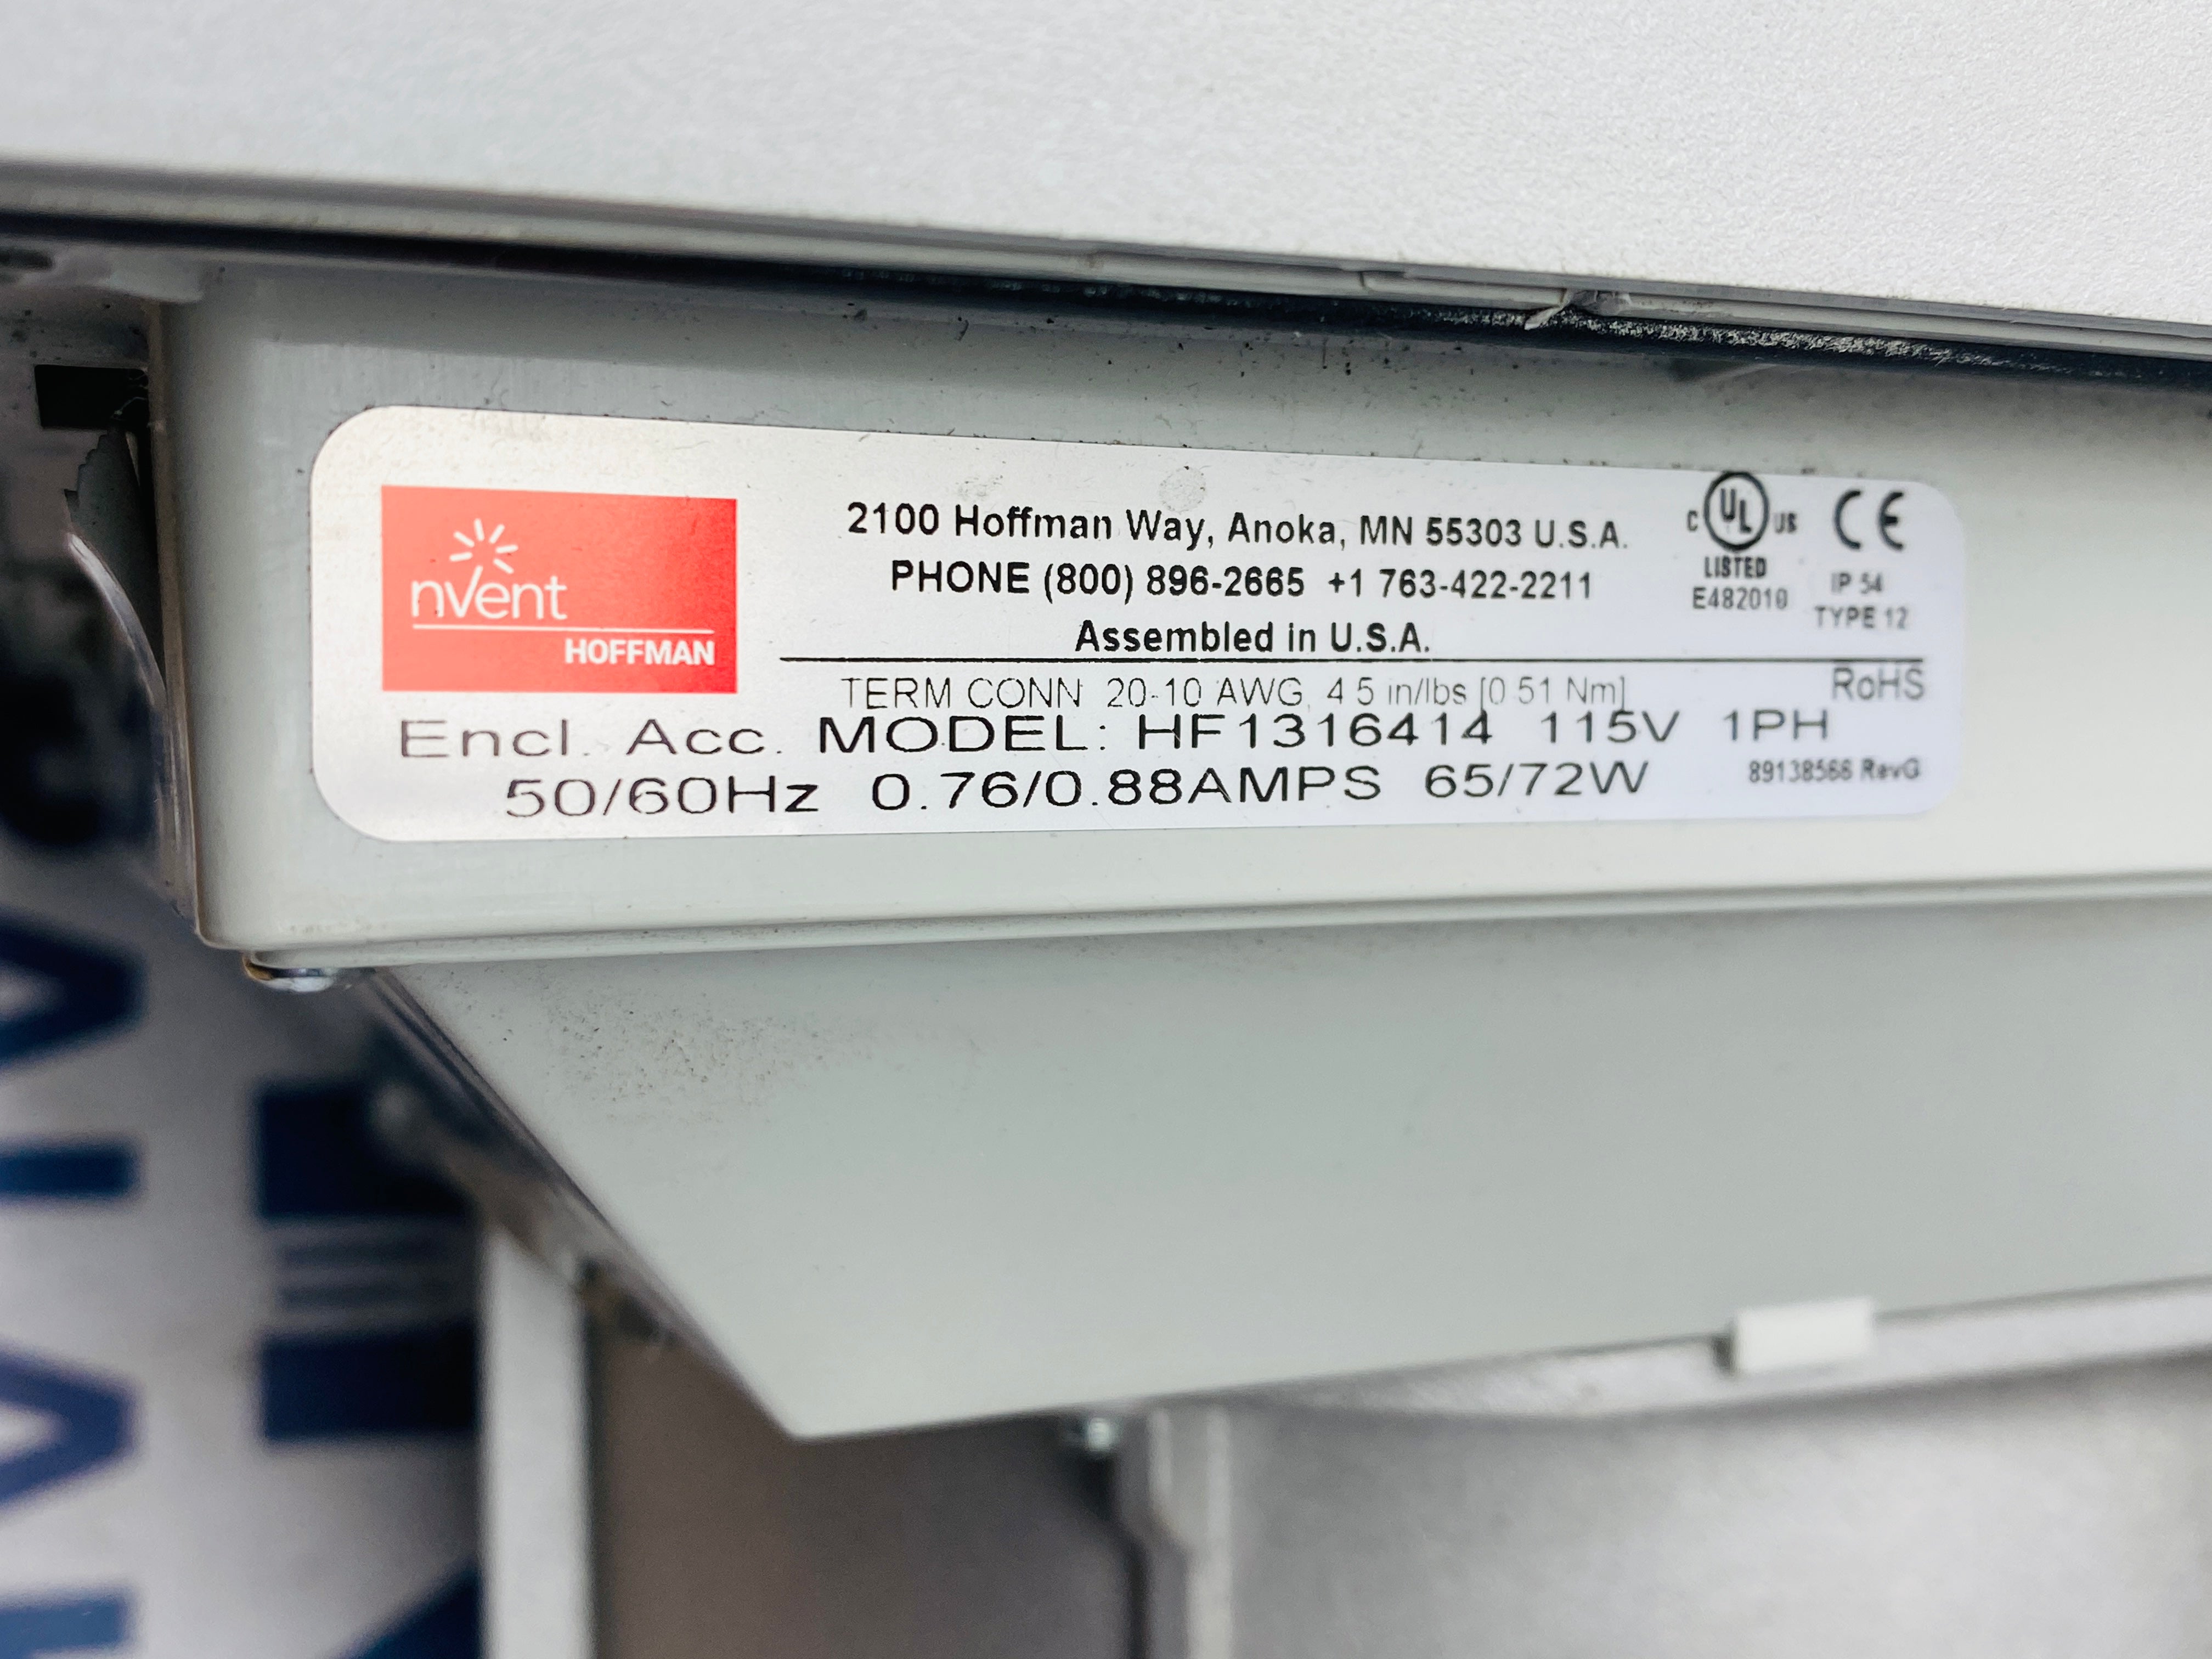 nVent
HOFFMAN
2100 Hoffman Way, Anoka, MN 55303 U.S.A.
PHONE (800) 896-2665 +1 763-422-2211
Assembled in U.S.A.
C UL US
LISTED
E482010
CE
IP 54
TYPE 12
RoHS
TERM CONN 20-10 AWG, 4 5 in/lbs [0 51 Nm]
Encl. Acc. MODEL: HF1316414 115V 1PH
50/60Hz 0.76/0.88AMPS 65/72W
89138566 RevG